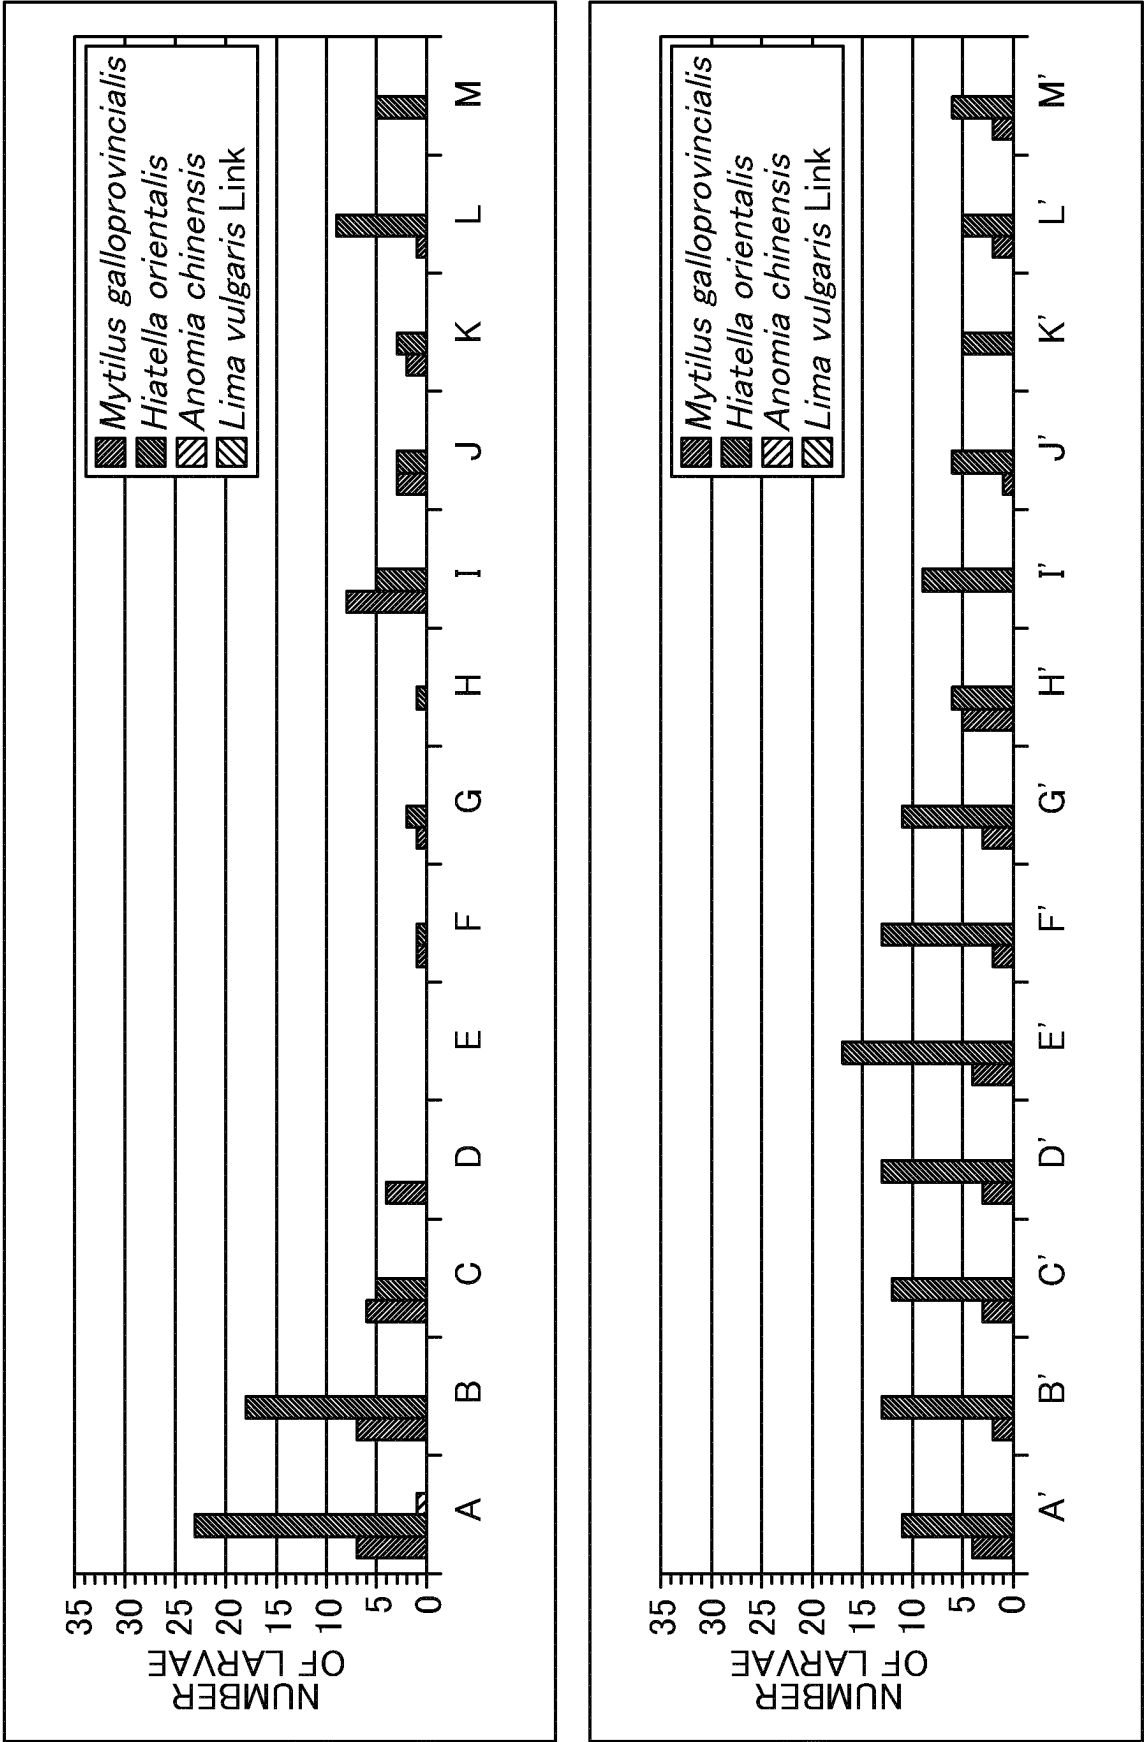 NUMBER
OF LARVAE
35
30
25
20
15
10
5
0
A
B
C
D
E
F
G
H
I
J
K
L
M
Mytilus galloprovincialis
Hiatella orientalis
Anomia chinensis
Lima vulgaris Link
NUMBER
OF LARVAE
35
30
25
20
15
10
5
0
A'
B'
C'
D'
E'
F'
G'
H'
I'
J'
K'
L'
M'
Mytilus galloprovincialis
Hiatella orientalis
Anomia chinensis
Lima vulgaris Link